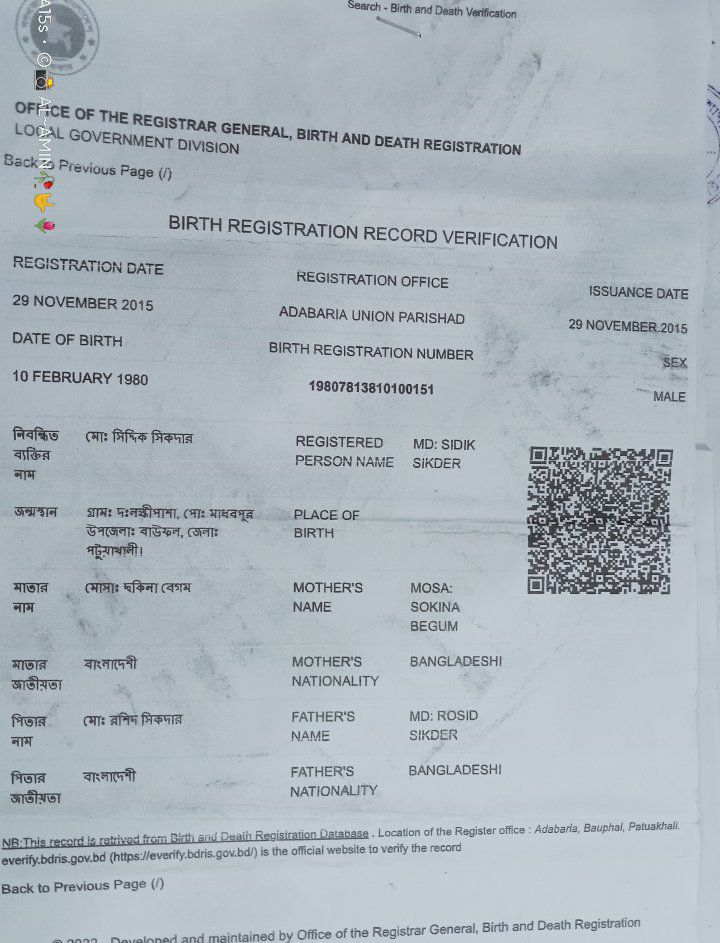 Search - Birth and Death Verification
A15s · © AL~AMIN
OFFICE OF THE REGISTRAR GENERAL, BIRTH AND DEATH REGISTRATION
LOCAL GOVERNMENT DIVISION
Back to Previous Page (/)
BIRTH REGISTRATION RECORD VERIFICATION
REGISTRATION DATE REGISTRATION OFFICE ISSUANCE DATE
29 NOVEMBER 2015 ADABARIA UNION PARISHAD 29 NOVEMBER 2015
DATE OF BIRTH BIRTH REGISTRATION NUMBER SEX
10 FEBRUARY 1980 19807813810100151 MALE
নিবন্ধিত মোঃ সিদ্দিক সিকদার REGISTERED MD: SIDIK
ব্যক্তির PERSON NAME SIKDER
নাম
জন্মস্থান গ্রামঃ দঃলক্ষীপাশা, পোঃ মাধবপুর PLACE OF
উপজেলাঃ বাউফল, জেলাঃ BIRTH
পটুয়াখালী।
মাতার মোসাঃ ছকিনা বেগম MOTHER'S MOSA:
নাম NAME SOKINA
BEGUM
মাতার বাংলাদেশী MOTHER'S BANGLADESHI
জাতীয়তা NATIONALITY
পিতার মোঃ রশিদ সিকদার FATHER'S MD: ROSID
নাম NAME SIKDER
পিতার বাংলাদেশী FATHER'S BANGLADESHI
জাতীয়তা NATIONALITY
NB:This record is retrived from Birth and Death Registration Database . Location of the Register office : Adabaria, Bauphal, Patuakhali.
everify.bdris.gov.bd (https://everify.bdris.gov.bd/) is the official website to verify the record
Back to Previous Page (/)
Developed and maintained by Office of the Registrar General, Birth and Death Registration